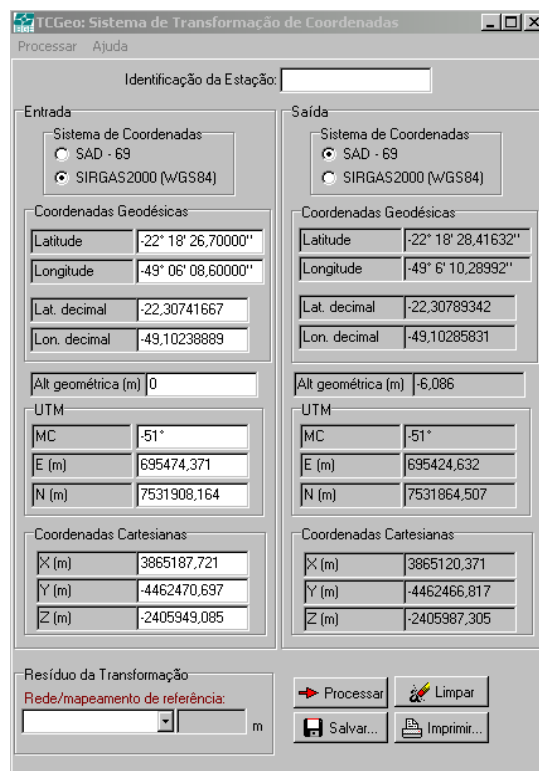 TCGeo: Sistema de Transformação de Coordenadas
Processar Ajuda
Identificação da Estação:
Entrada
Sistema de Coordenadas
SAD - 69
SIRGAS2000 (WGS84)
Coordenadas Geodésicas
Latitude -22° 18' 26,70000''
Longitude -49° 06' 08,60000''
Lat. decimal -22,30741667
Lon. decimal -49,10238889
Alt geométrica (m) 0
UTM
MC -51°
E (m) 695474,371
N (m) 7531908,164
Coordenadas Cartesianas
X (m) 3865187,721
Y (m) -4462470,697
Z (m) -2405949,085
Saída
Sistema de Coordenadas
SAD - 69
SIRGAS2000 (WGS84)
Coordenadas Geodésicas
Latitude -22° 18' 28,41632''
Longitude -49° 6' 10,28992''
Lat. decimal -22,30789342
Lon. decimal -49,10285831
Alt geométrica (m) -6,086
UTM
MC -51°
E (m) 695424,632
N (m) 7531864,507
Coordenadas Cartesianas
X (m) 3865120,371
Y (m) -4462466,817
Z (m) -2405987,305
Resíduo da Transformação
Rede/mapeamento de referência:
m
Processar Limpar
Salvar... Imprimir...